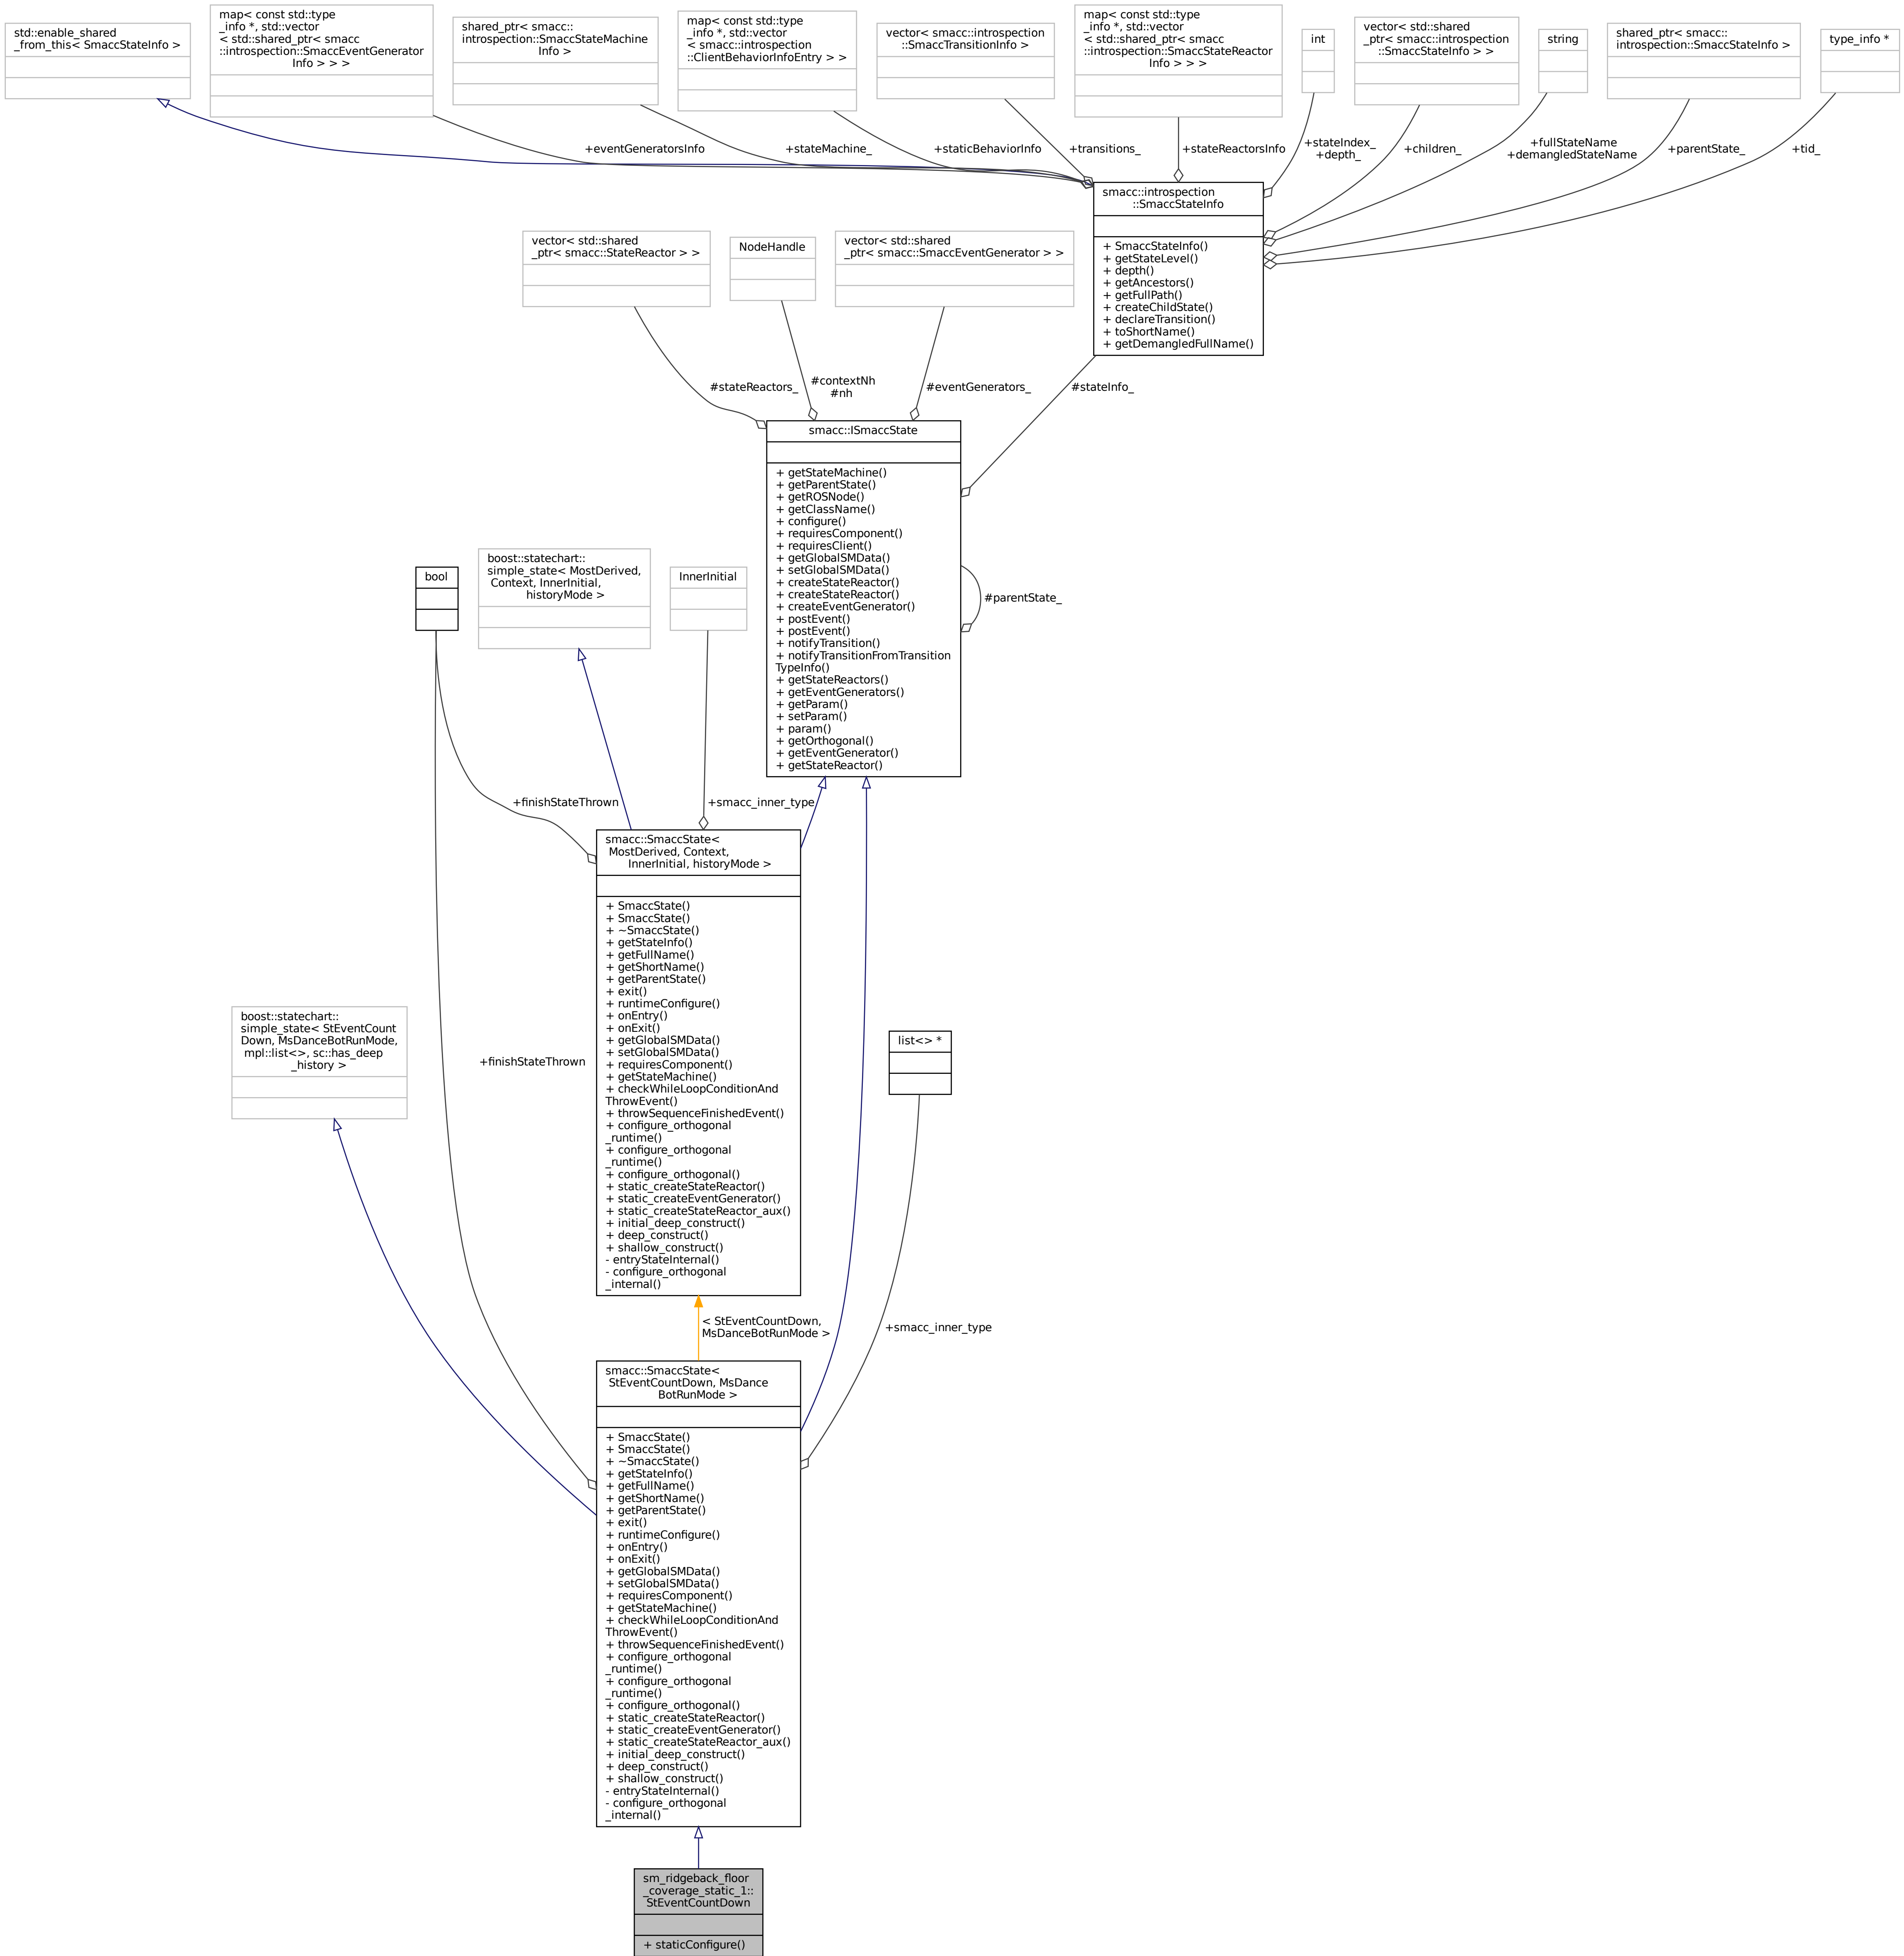 std::enable_shared
_from_this< SmaccStateInfo >
map< const std::type
_info *, std::vector
< std::shared_ptr< smacc
::introspection::SmaccEventGenerator
Info > > >
shared_ptr< smacc::
introspection::SmaccStateMachine
Info >
map< const std::type
_info *, std::vector
< smacc::introspection
::ClientBehaviorInfoEntry > >
vector< smacc::introspection
::SmaccTransitionInfo >
map< const std::type
_info *, std::vector
< std::shared_ptr< smacc
::introspection::SmaccStateReactor
Info > > >
int
vector< std::shared
_ptr< smacc::introspection
::SmaccStateInfo > >
string
shared_ptr< smacc::
introspection::SmaccStateInfo >
type_info *
+eventGeneratorsInfo
+stateMachine_
+staticBehaviorInfo
+transitions_
+stateReactorsInfo
+stateIndex_
+depth_
+children_
+fullStateName
+demangledStateName
+parentState_
+tid_
smacc::introspection
::SmaccStateInfo
+ SmaccStateInfo()
+ getStateLevel()
+ depth()
+ getAncestors()
+ getFullPath()
+ createChildState()
+ declareTransition()
+ toShortName()
+ getDemangledFullName()
vector< std::shared
_ptr< smacc::StateReactor > >
NodeHandle
vector< std::shared
_ptr< smacc::SmaccEventGenerator > >
#stateReactors_
#contextNh
#nh
#eventGenerators_
#stateInfo_
smacc::ISmaccState
+ getStateMachine()
+ getParentState()
+ getROSNode()
+ getClassName()
+ configure()
+ requiresComponent()
+ requiresClient()
+ getGlobalSMData()
+ setGlobalSMData()
+ createStateReactor()
+ createStateReactor()
+ createEventGenerator()
+ postEvent()
+ postEvent()
+ notifyTransition()
+ notifyTransitionFromTransition
TypeInfo()
+ getStateReactors()
+ getEventGenerators()
+ getParam()
+ setParam()
+ param()
+ getOrthogonal()
+ getEventGenerator()
+ getStateReactor()
#parentState_
bool
boost::statechart::
simple_state< MostDerived,
Context, InnerInitial,
historyMode >
InnerInitial
+finishStateThrown
+smacc_inner_type
smacc::SmaccState<
MostDerived, Context,
InnerInitial, historyMode >
+ SmaccState()
+ SmaccState()
+ ~SmaccState()
+ getStateInfo()
+ getFullName()
+ getShortName()
+ getParentState()
+ exit()
+ runtimeConfigure()
+ onEntry()
+ onExit()
+ getGlobalSMData()
+ setGlobalSMData()
+ requiresComponent()
+ getStateMachine()
+ checkWhileLoopConditionAnd
ThrowEvent()
+ throwSequenceFinishedEvent()
+ configure_orthogonal
_runtime()
+ configure_orthogonal
_runtime()
+ configure_orthogonal()
+ static_createStateReactor()
+ static_createEventGenerator()
+ static_createStateReactor_aux()
+ initial_deep_construct()
+ deep_construct()
+ shallow_construct()
- entryStateInternal()
- configure_orthogonal
_internal()
boost::statechart::
simple_state< StEventCount
Down, MsDanceBotRunMode,
mpl::list<>, sc::has_deep
_history >
+finishStateThrown
list<> *
< StEventCountDown,
MsDanceBotRunMode >
+smacc_inner_type
smacc::SmaccState<
StEventCountDown, MsDance
BotRunMode >
+ SmaccState()
+ SmaccState()
+ ~SmaccState()
+ getStateInfo()
+ getFullName()
+ getShortName()
+ getParentState()
+ exit()
+ runtimeConfigure()
+ onEntry()
+ onExit()
+ getGlobalSMData()
+ setGlobalSMData()
+ requiresComponent()
+ getStateMachine()
+ checkWhileLoopConditionAnd
ThrowEvent()
+ throwSequenceFinishedEvent()
+ configure_orthogonal
_runtime()
+ configure_orthogonal
_runtime()
+ configure_orthogonal()
+ static_createStateReactor()
+ static_createEventGenerator()
+ static_createStateReactor_aux()
+ initial_deep_construct()
+ deep_construct()
+ shallow_construct()
- entryStateInternal()
- configure_orthogonal
_internal()
sm_ridgeback_floor
_coverage_static_1::
StEventCountDown
+ staticConfigure()